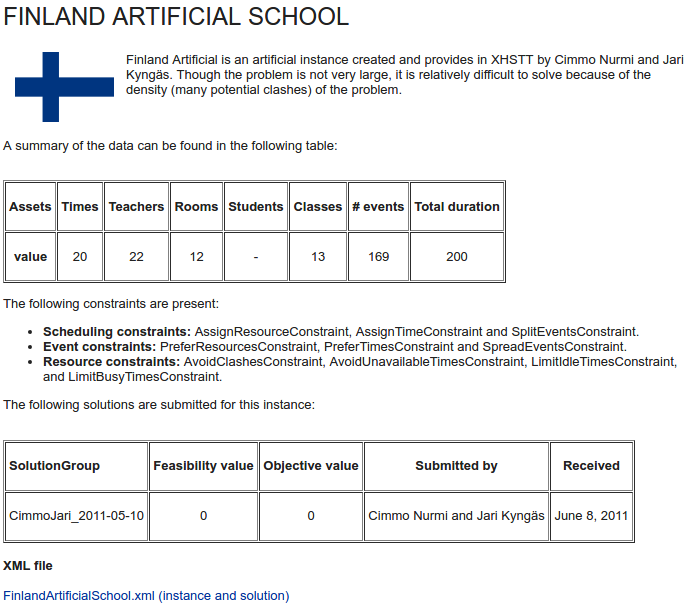 FINLAND ARTIFICIAL SCHOOL
Finland Artificial is an artificial instance created and provides in XHSTT by Cimmo Nurmi and Jari
Kyngäs. Though the problem is not very large, it is relatively difficult to solve because of the
density (many potential clashes) of the problem.
A summary of the data can be found in the following table:
Assets Times Teachers Rooms Students Classes # events Total duration
value 20 22 12 - 13 169 200
The following constraints are present:
• Scheduling constraints: AssignResourceConstraint, AssignTimeConstraint and SplitEventsConstraint.
• Event constraints: PreferResourcesConstraint, PreferTimesConstraint and SpreadEventsConstraint.
• Resource constraints: AvoidClashesConstraint, AvoidUnavailableTimesConstraint, LimitIdleTimesConstraint,
and LimitBusyTimesConstraint.
The following solutions are submitted for this instance:
SolutionGroup Feasibility value Objective value Submitted by Received
CimmoJari_2011-05-10 0 0 Cimmo Nurmi and Jari Kyngäs June 8, 2011
XML file
FinlandArtificialSchool.xml (instance and solution)